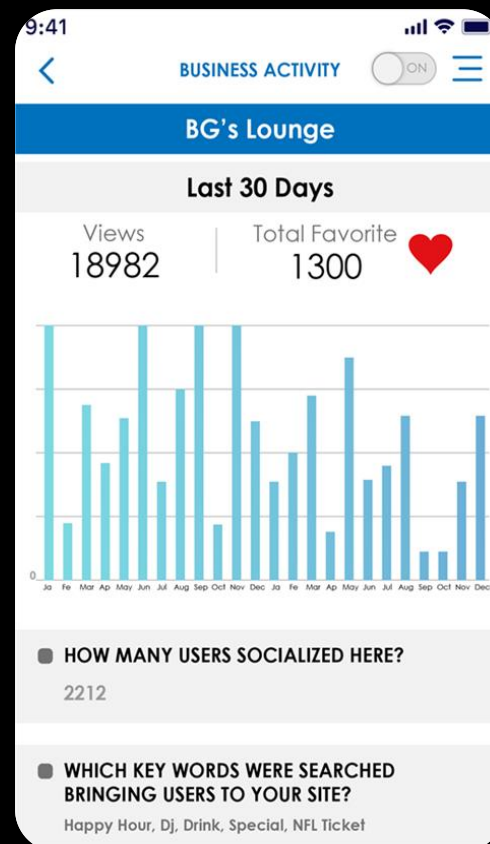 9:41
BUSINESS ACTIVITY ON
BG's Lounge
Last 30 Days
Views Total Favorite
18982 1300
0
Ja Fe Mar Ap May Jun Jul Aug Sep Oct Nov Dec Ja Fe Mar Ap May Jun Jul Aug Sep Oct Nov Dec
HOW MANY USERS SOCIALIZED HERE?
2212
WHICH KEY WORDS WERE SEARCHED
BRINGING USERS TO YOUR SITE?
Happy Hour, Dj, Drink, Special, NFL Ticket